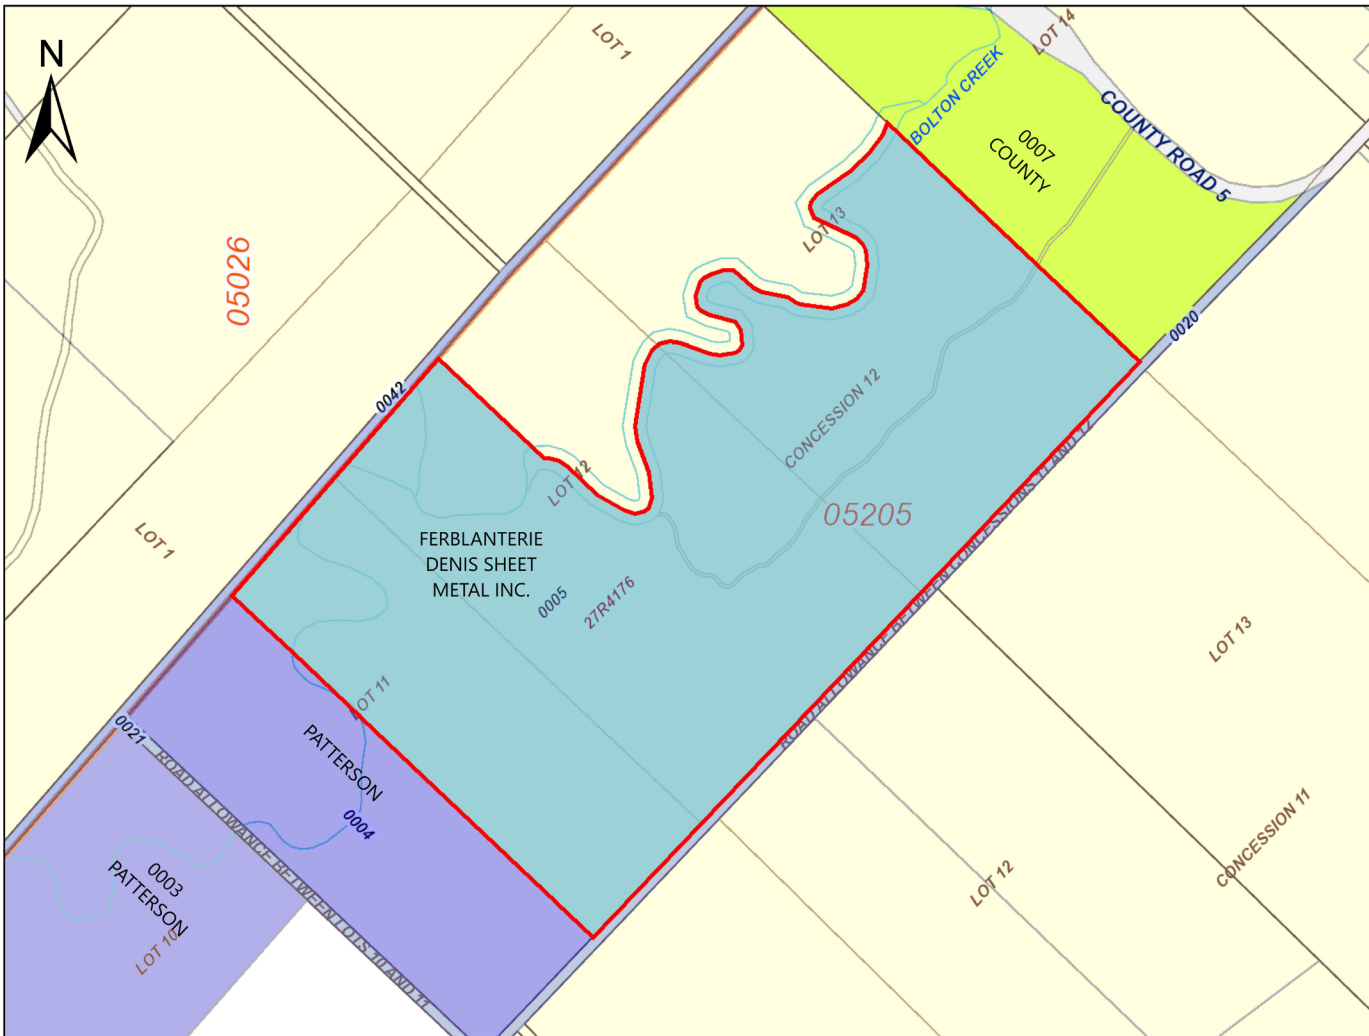 N
LOT 1
LOT 14
BOLTON CREEK
COUNTY ROAD 5
0007
COUNTY
05026
LOT 13
0020
0042
CONCESSION 12
LOT 12
05205
LOT 1
FERBLANTERIE
DENIS SHEET
METAL INC.
0005
27R4176
ROAD ALLOWANCE BETWEEN CONCESSIONS 11 AND 12
LOT 13
LOT 11
0021
PATTERSON
0004
ROAD ALLOWANCE BETWEEN LOTS 10 AND 11
CONCESSION 11
LOT 12
0003
PATTERSON
LOT 10